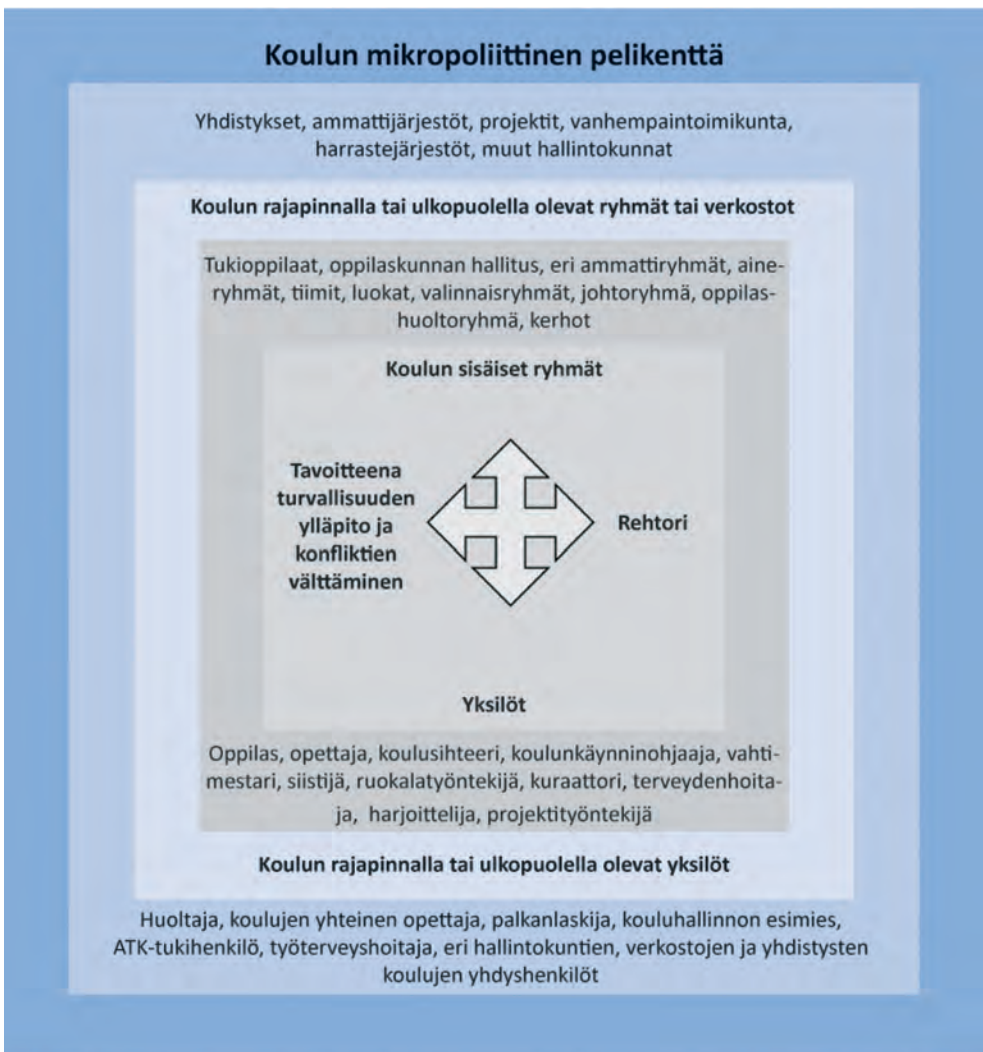 Koulun mikropoliittinen pelikenttä
Yhdistykset, ammattijärjestöt, projektit, vanhempaintoimikunta,
harrastejärjestöt, muut hallintokunnat
Koulun rajapinnalla tai ulkopuolella olevat ryhmät tai verkostot
Tukioppilaat, oppilaskunnan hallitus, eri ammattiryhmät, aine-
ryhmät, tiimit, luokat, valinnaisryhmät, johtoryhmä, oppilas-
huoltoryhmä, kerhot
Koulun sisäiset ryhmät
Tavoitteena
turvallisuuden
ylläpito ja
konfliktien
välttäminen
Rehtori
Yksilöt
Oppilas, opettaja, koulusihteeri, koulunkäynninohjaaja, vahti-
mestari, siistijä, ruokalatyöntekijä, kuraattori, terveydenhoita-
ja, harjoittelija, projektityöntekijä
Koulun rajapinnalla tai ulkopuolella olevat yksilöt
Huoltaja, koulujen yhteinen opettaja, palkanlaskija, kouluhallinnon esimies,
ATK-tukihenkilö, työterveyshoitaja, eri hallintokuntien, verkostojen ja yhdistysten
koulujen yhdyshenkilöt